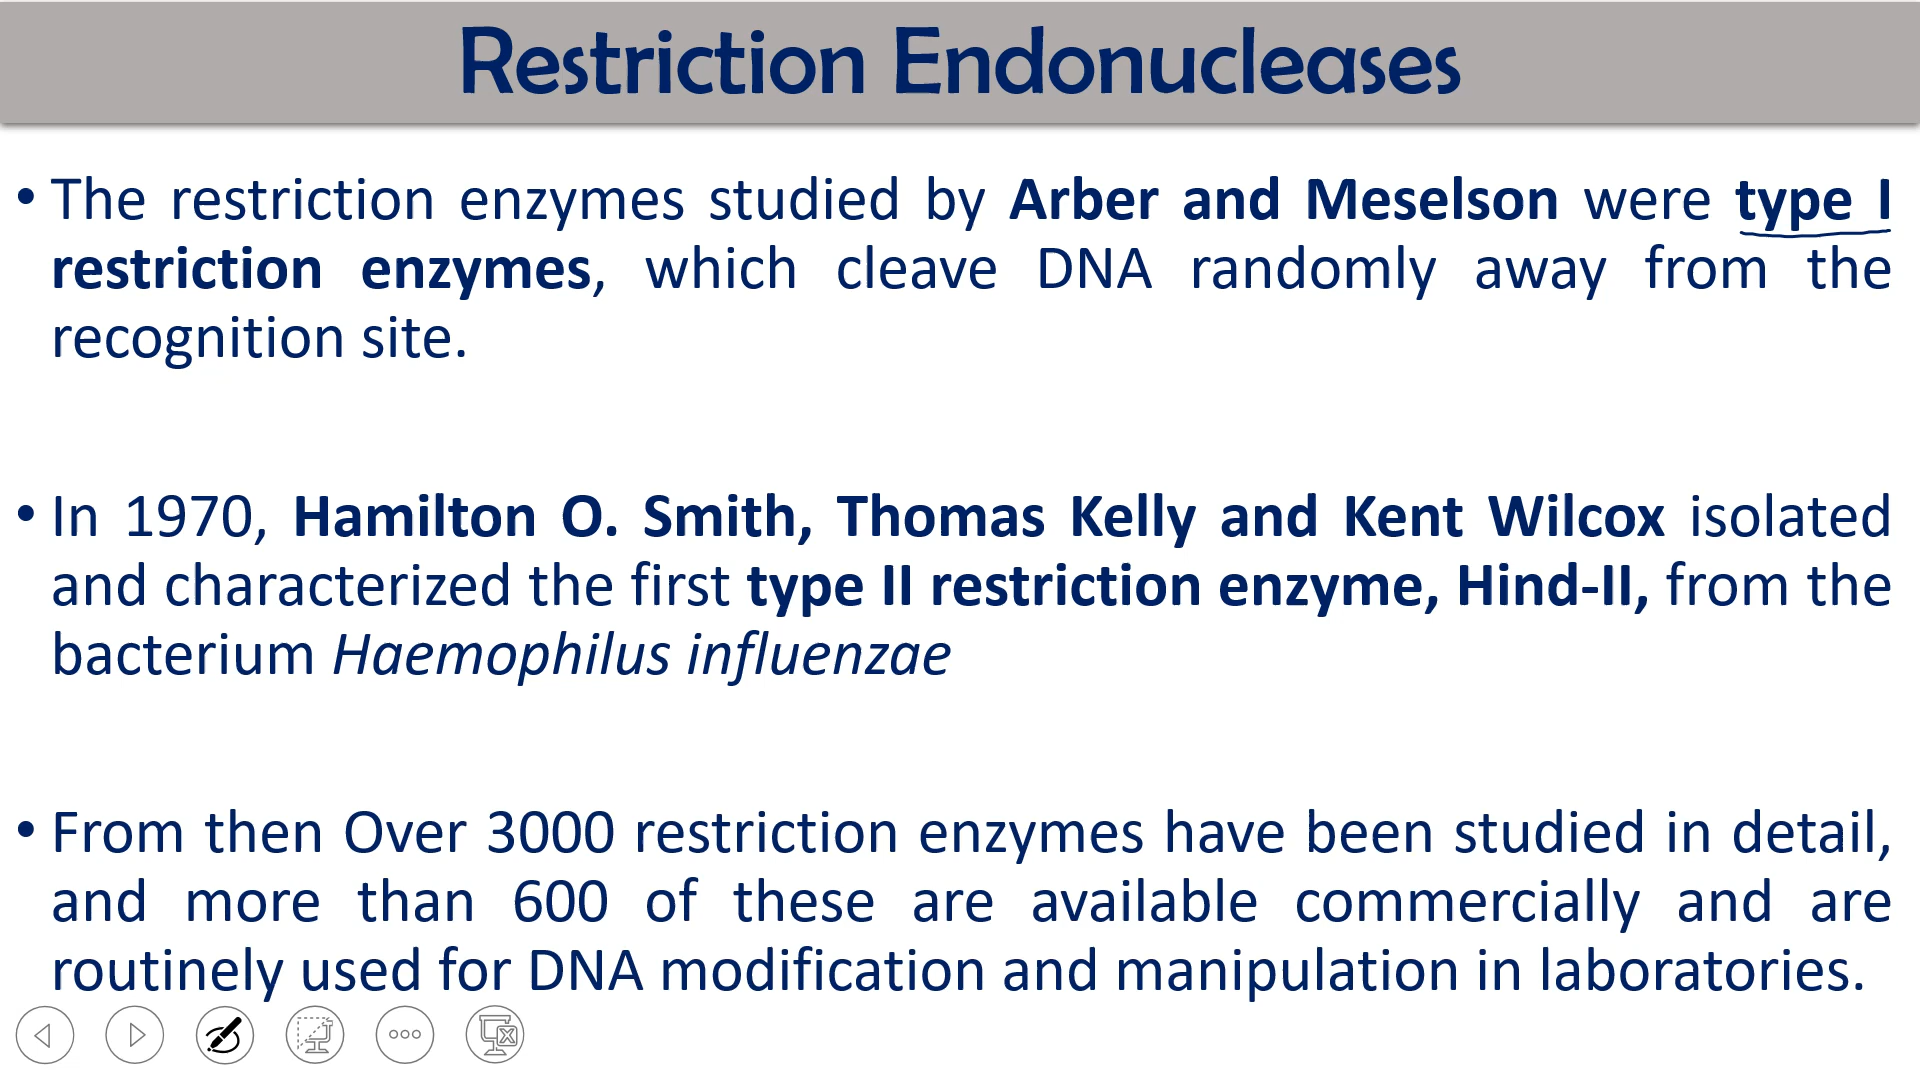 Restriction Endonucleases
• The restriction enzymes studied by Arber and Meselson were type I
restriction enzymes, which cleave DNA randomly away from the
recognition site.
• In 1970, Hamilton O. Smith, Thomas Kelly and Kent Wilcox isolated
and characterized the first type II restriction enzyme, Hind-II, from the
bacterium Haemophilus influenzae
• From then Over 3000 restriction enzymes have been studied in detail,
and more than 600 of these are available commercially and are
routinely used for DNA modification and manipulation in laboratories.